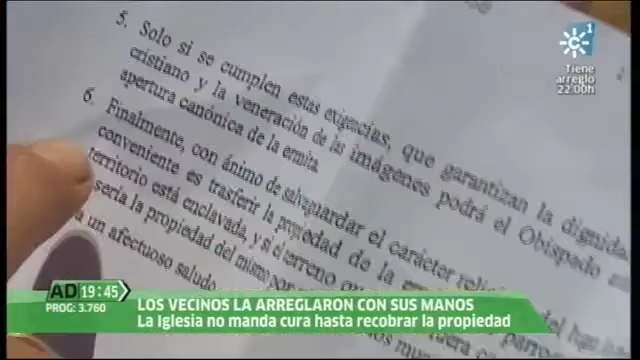 5. Solo si se cumplen estas exigencias, que garantizan la dignida
cristiano y la veneración de las imágenes podrá el Obispado
apertura canónica de la ermita.
6. Finalmente, con ánimo de salvaguardar el carácter
conveniente es trasferir la propiedad de la
territorio está enclavada, y si el terreno
sería la propiedad del mismo por
un afectuoso saludo
1
Tiene
arreglo
22:00h
AD 19:45
PROG: 3.760
LOS VECINOS LA ARREGLARON CON SUS MANOS
La Iglesia no manda cura hasta recobrar la propiedad